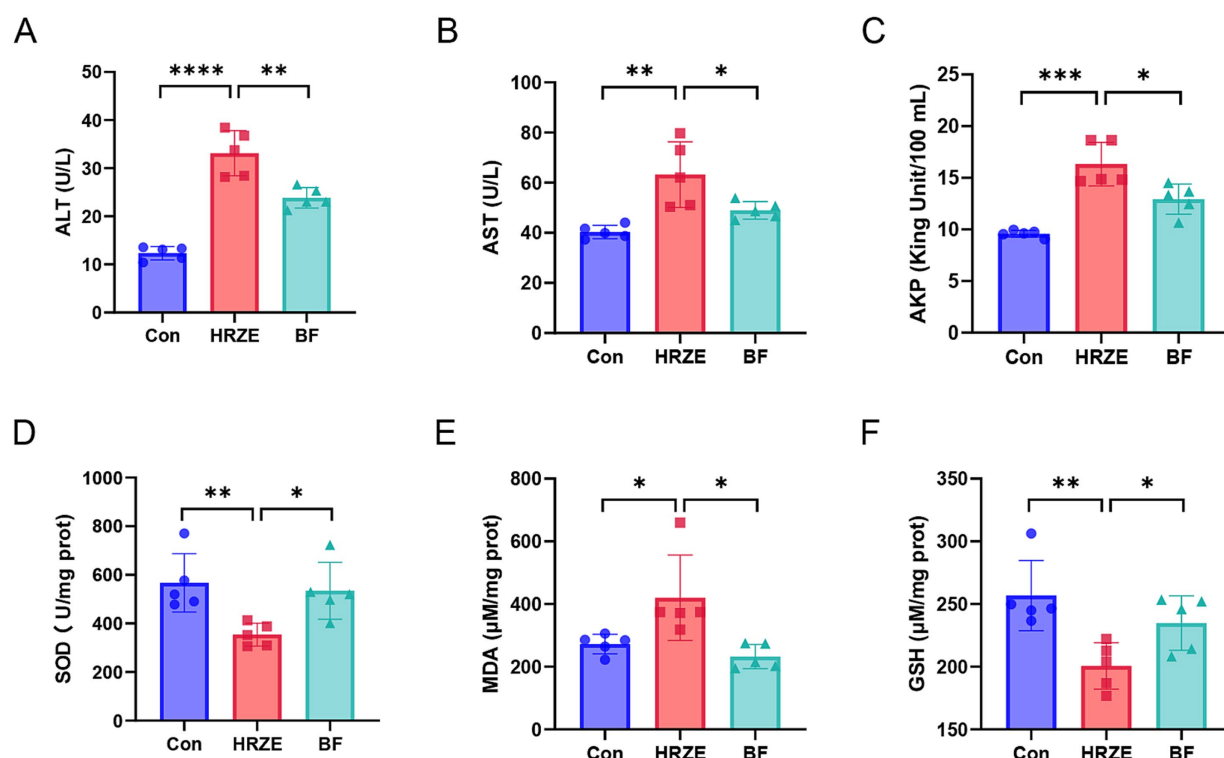 A
ALT (U/L)
50
40
30
20
10
0
**** **
Con HRZE BF
B
AST (U/L)
100
80
60
40
20
0
** *
Con HRZE BF
C
AKP (King Unit/100 mL)
25
20
15
10
5
0
*** *
Con HRZE BF
D
SOD ( U/mg prot)
1000
800
600
400
200
0
** *
Con HRZE BF
E
MDA (μM/mg prot)
800
600
400
200
0
* *
Con HRZE BF
F
GSH (μM/mg prot)
350
300
250
200
150
** *
Con HRZE BF